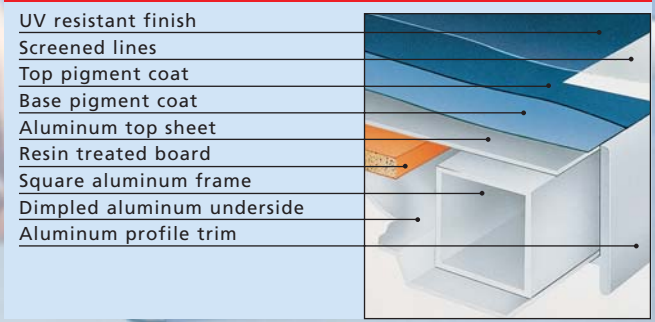 UV resistant finish
Screened lines
Top pigment coat
Base pigment coat
Aluminum top sheet
Resin treated board
Square aluminum frame
Dimpled aluminum underside
Aluminum profile trim